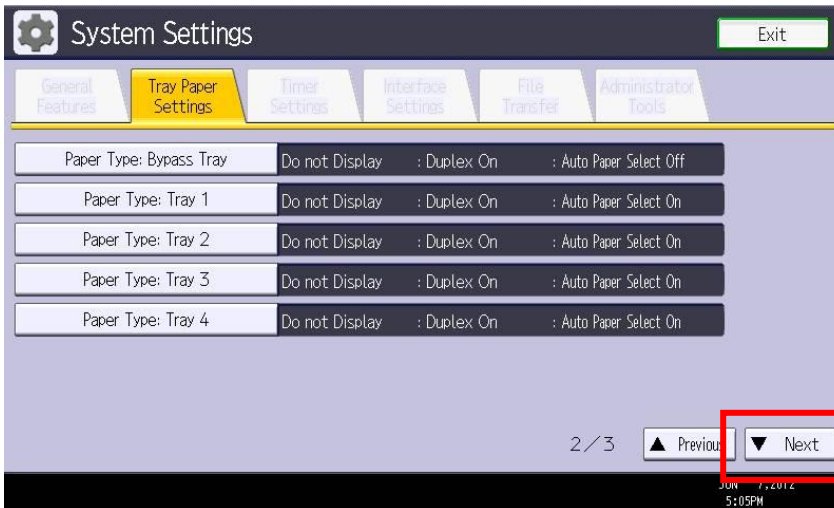 System Settings
Exit
General Features
Tray Paper Settings
Timer Settings
Interface Settings
File Transfer
Administrator Tools
Paper Type: Bypass Tray Do not Display : Duplex On : Auto Paper Select Off
Paper Type: Tray 1 Do not Display : Duplex On : Auto Paper Select On
Paper Type: Tray 2 Do not Display : Duplex On : Auto Paper Select On
Paper Type: Tray 3 Do not Display : Duplex On : Auto Paper Select On
Paper Type: Tray 4 Do not Display : Duplex On : Auto Paper Select On
2/3 ▲ Previou ▼ Next
JUN 7,2012
5:05PM